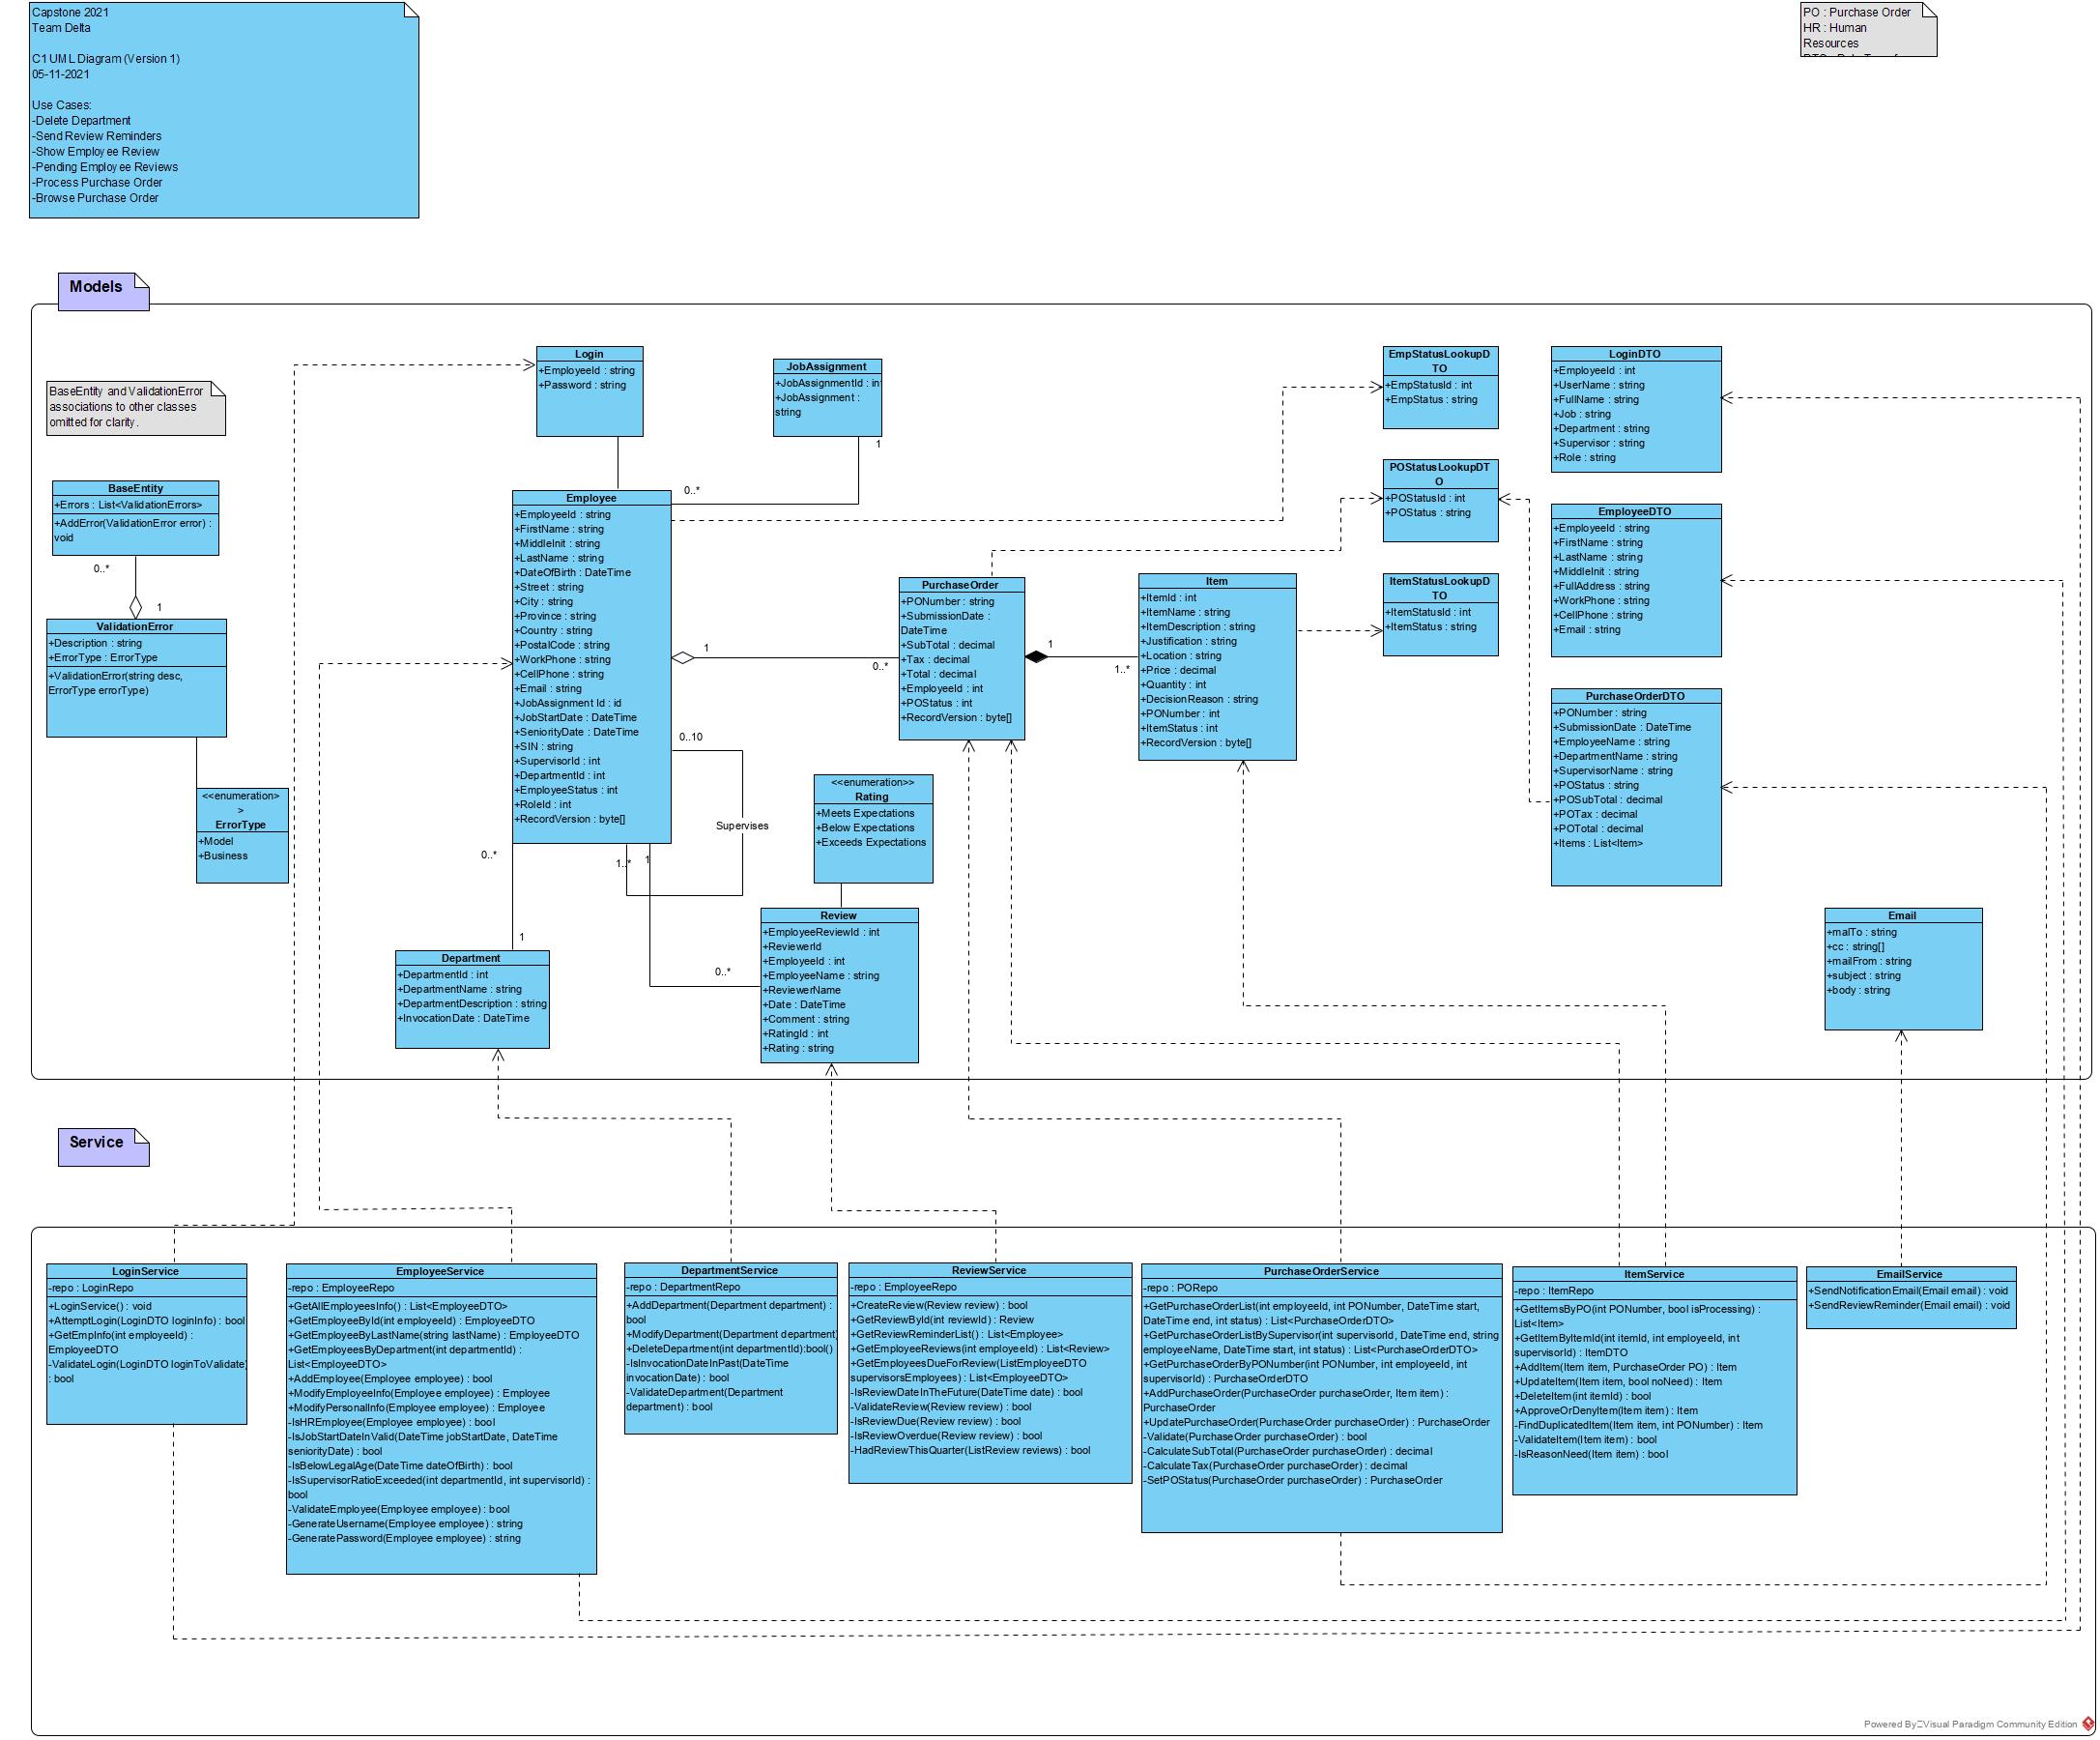 Capstone 2021
Team Delta
C1 UML Diagram (Version 1)
05-11-2021
Use Cases:
-Delete Department
-Send Review Reminders
-Show Employee Review
-Pending Employee Reviews
-Process Purchase Order
-Browse Purchase Order
PO : Purchase Order
HR : Human
Resources
Models
BaseEntity and ValidationError
associations to other classes
omitted for clarity.
BaseEntity
+Errors : List<ValidationErrors>
+AddError(ValidationError error) :
void
0..*
1
ValidationError
+Description : string
+ErrorType : ErrorType
+ValidationError(string desc,
ErrorType errorType)
<<enumeration>
>
ErrorType
+Model
+Business
Login
+EmployeeId : string
+Password : string
JobAssignment
+JobAssignmentId : int
+JobAssignment :
string
1
0..*
Employee
+EmployeeId : string
+FirstName : string
+MiddleInit : string
+LastName : string
+DateOfBirth : DateTime
+Street : string
+City : string
+Province : string
+Country : string
+PostalCode : string
+WorkPhone : string
+CellPhone : string
+Email : string
+JobAssignment Id : id
+JobStartDate : DateTime
+SeniorityDate : DateTime
+SIN : string
+SupervisorId : int
+DepartmentId : int
+EmployeeStatus : int
+RoleId : int
+RecordVersion : byte[]
1
0..*
0..10
Supervises
1..*
1
0..*
0..*
1
Department
+DepartmentId : int
+DepartmentName : string
+DepartmentDescription : string
+InvocationDate : DateTime
<<enumeration>>
Rating
+Meets Expectations
+Below Expectations
+Exceeds Expectations
Review
+EmployeeReviewId : int
+ReviewerId
+EmployeeId : int
+EmployeeName : string
+ReviewerName
+Date : DateTime
+Comment : string
+RatingId : int
+Rating : string
PurchaseOrder
+PONumber : string
+SubmissionDate :
DateTime
+SubTotal : decimal
+Tax : decimal
+Total : decimal
+EmployeeId : int
+POStatus : int
+RecordVersion : byte[]
1
1..*
Item
+ItemId : int
+ItemName : string
+ItemDescription : string
+Justification : string
+Location : string
+Price : decimal
+Quantity : int
+DecisionReason : string
+PONumber : int
+ItemStatus : int
+RecordVersion : byte[]
EmpStatusLookupD
TO
+EmpStatusId : int
+EmpStatus : string
POStatusLookupDT
O
+POStatusId : int
+POStatus : string
ItemStatusLookupD
TO
+ItemStatusId : int
+ItemStatus : string
LoginDTO
+EmployeeId : int
+UserName : string
+FullName : string
+Job : string
+Department : string
+Supervisor : string
+Role : string
EmployeeDTO
+EmployeeId : string
+FirstName : string
+LastName : string
+MiddleInit : string
+FullAddress : string
+WorkPhone : string
+CellPhone : string
+Email : string
PurchaseOrderDTO
+PONumber : string
+SubmissionDate : DateTime
+EmployeeName : string
+DepartmentName : string
+SupervisorName : string
+POStatus : string
+POSubTotal : decimal
+POTax : decimal
+POTotal : decimal
+Items : List<Item>
Email
+malTo : string
+cc : string[]
+mailFrom : string
+subject : string
+body : string
Service
LoginService
-repo : LoginRepo
+LoginService() : void
+AttemptLogin(LoginDTO loginInfo) : bool
+GetEmpInfo(int employeeId) :
EmployeeDTO
-ValidateLogin(LoginDTO loginToValidate)
: bool
EmployeeService
-repo : EmployeeRepo
+GetAllEmployeesInfo() : List<EmployeeDTO>
+GetEmployeeById(int employeeId) : EmployeeDTO
+GetEmployeeByLastName(string lastName) : EmployeeDTO
+GetEmployeesByDepartment(int departmentId) :
List<EmployeeDTO>
+AddEmployee(Employee employee) : bool
+ModifyEmployeeInfo(Employee employee) : Employee
+ModifyPersonalInfo(Employee employee) : Employee
-IsHREmployee(Employee employee) : bool
-IsJobStartDateInValid(DateTime jobStartDate, DateTime
seniorityDate) : bool
-IsBelowLegalAge(DateTime dateOfBirth) : bool
-IsSupervisorRatioExceeded(int departmentId, int supervisorId) :
bool
-ValidateEmployee(Employee employee) : bool
-GenerateUsername(Employee employee) : string
-GeneratePassword(Employee employee) : string
DepartmentService
-repo : DepartmentRepo
+AddDepartment(Department department) :
bool
+ModifyDepartment(Department department)
+DeleteDepartment(int departmentId):bool()
-IsInvocationDateInPast(DateTime
invocationDate) : bool
-ValidateDepartment(Department
department) : bool
ReviewService
-repo : EmployeeRepo
+CreateReview(Review review) : bool
+GetReviewById(int reviewId) : Review
+GetReviewReminderList() : List<Employee>
+GetEmployeeReviews(int employeeId) : List<Review>
+GetEmployeesDueForReview(ListEmployeeDTO
supervisorsEmployees) : List<EmployeeDTO>
-IsReviewDateInTheFuture(DateTime date) : bool
-ValidateReview(Review review) : bool
-IsReviewDue(Review review) : bool
-IsReviewOverdue(Review review) : bool
-HadReviewThisQuarter(ListReview reviews) : bool
PurchaseOrderService
-repo : PORepo
+GetPurchaseOrderList(int employeeId, int PONumber, DateTime start,
DateTime end, int status) : List<PurchaseOrderDTO>
+GetPurchaseOrderListBySupervisor(int supervisorId, DateTime end, string
employeeName, DateTime start, int status) : List<PurchaseOrderDTO>
+GetPurchaseOrderByPONumber(int PONumber, int employeeId, int
supervisorId) : PurchaseOrderDTO
+AddPurchaseOrder(PurchaseOrder purchaseOrder, Item item) :
PurchaseOrder
+UpdatePurchaseOrder(PurchaseOrder purchaseOrder) : PurchaseOrder
-Validate(PurchaseOrder purchaseOrder) : bool
-CalculateSubTotal(PurchaseOrder purchaseOrder) : decimal
-CalculateTax(PurchaseOrder purchaseOrder) : decimal
-SetPOStatus(PurchaseOrder purchaseOrder) : PurchaseOrder
ItemService
-repo : ItemRepo
+GetItemsByPO(int PONumber, bool isProcessing) :
List<Item>
+GetItemByItemId(int itemId, int employeeId, int
supervisorId) : ItemDTO
+AddItem(Item item, PurchaseOrder PO) : Item
+UpdateItem(Item item, bool noNeed) : Item
+DeleteItem(int itemId) : bool
+ApproveOrDenyItem(Item item) : Item
-FindDuplicatedItem(Item item, int PONumber) : Item
-ValidateItem(Item item) : bool
-IsReasonNeed(Item item) : bool
EmailService
+SendNotificationEmail(Email email) : void
+SendReviewReminder(Email email) : void
Powered By Visual Paradigm Community Edition